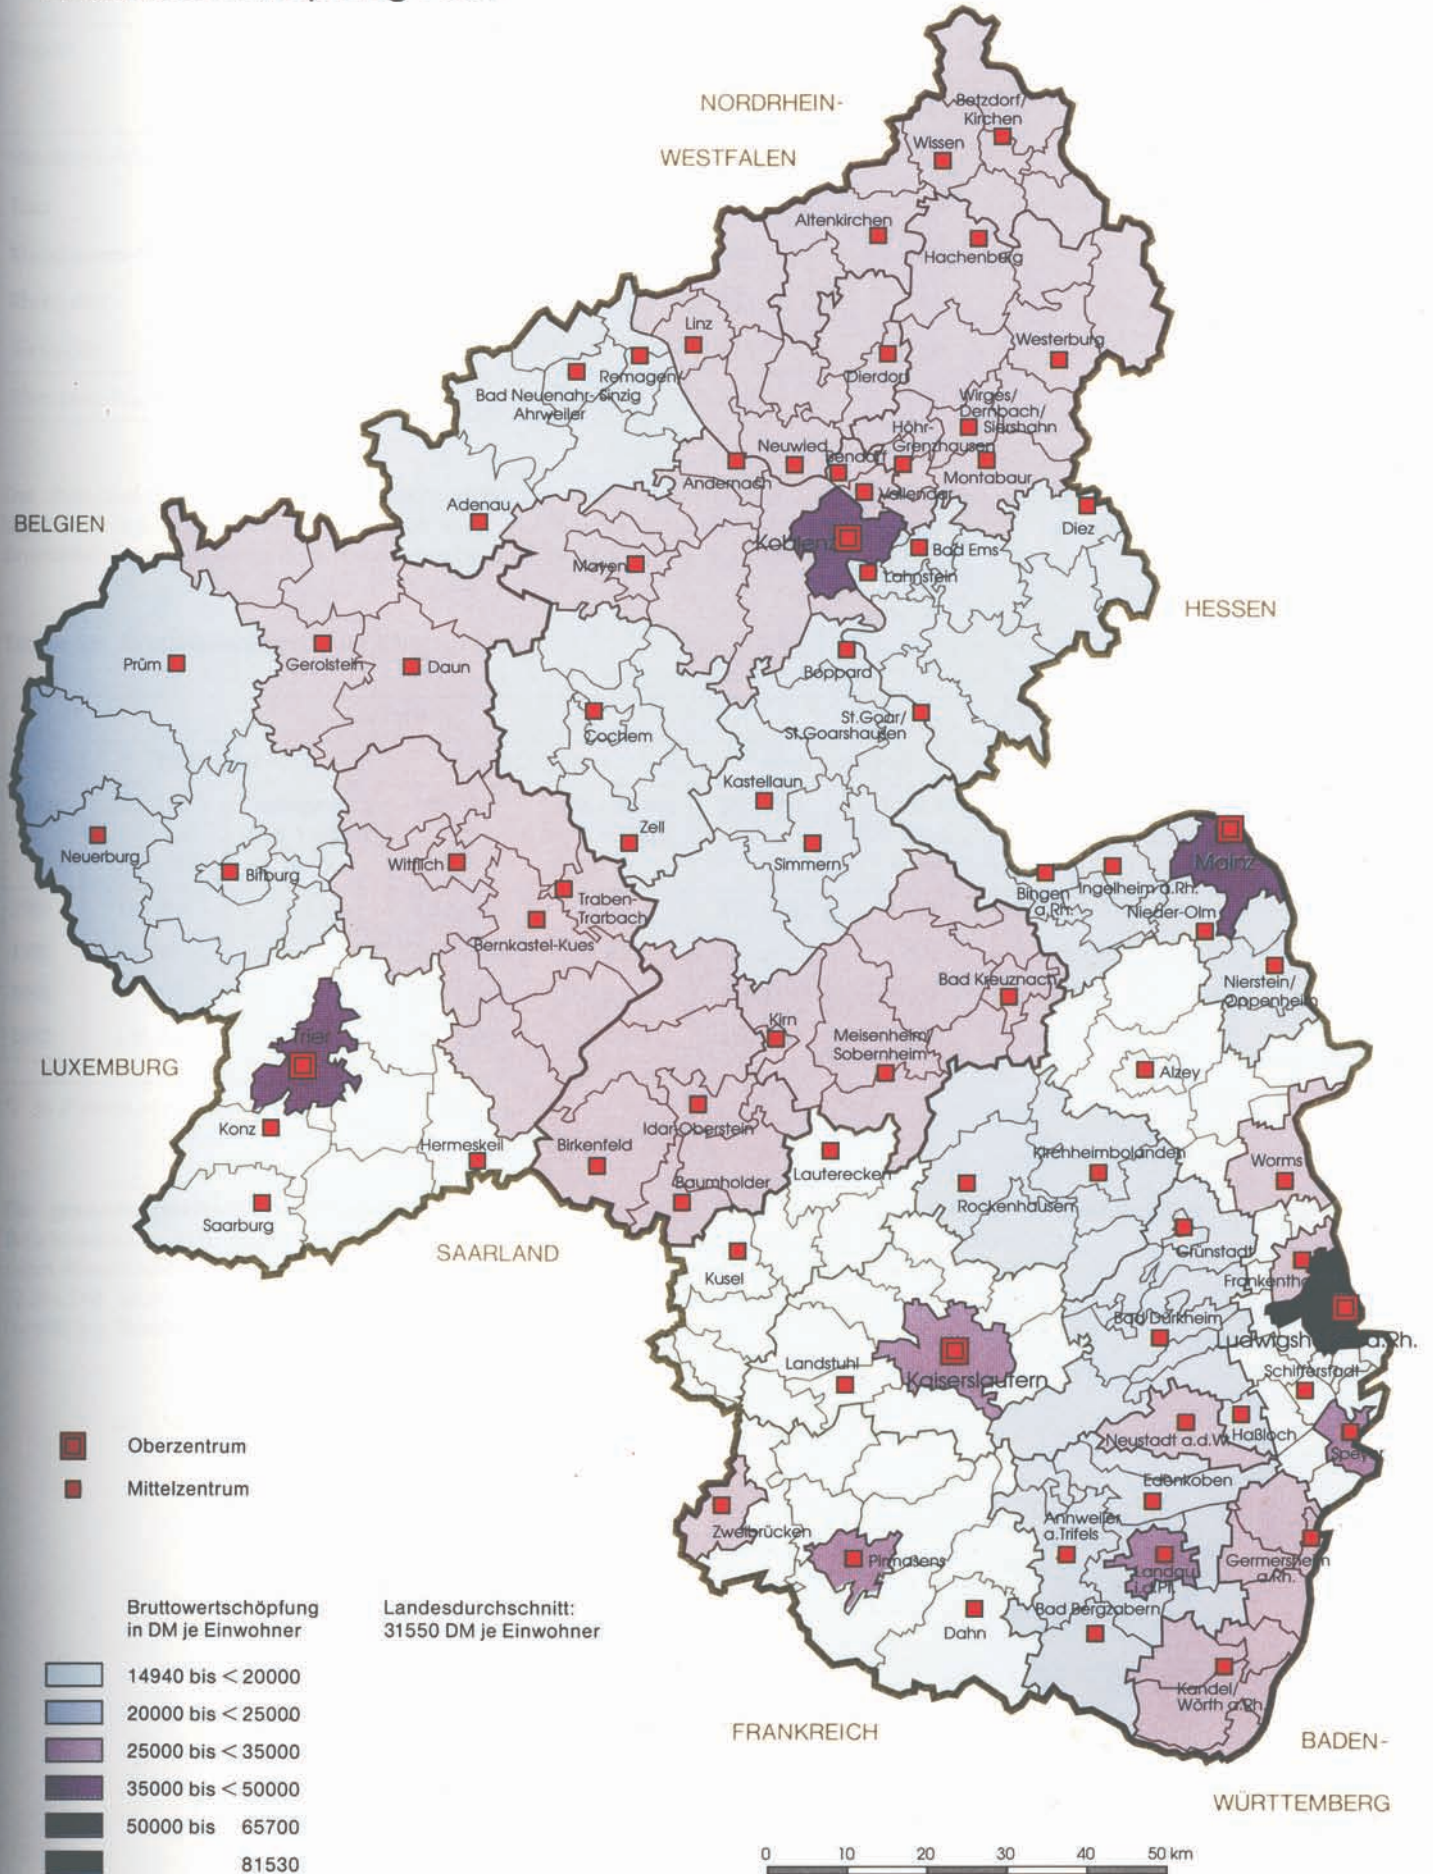 NORDRHEIN-
WESTFALEN
Betzdorf/
Kirchen
Wissen
Altenkirchen
Hachenburg
Linz
Westerburg
Dierdorf
Remagen/
Sinzig
Bad Neuenahr-
Ahrweiler
Wirges/
Dernbach/
Siershahn
Höhr-
Grenzhausen
Neuwied
Bendorf
Andernach
Montabaur
Vallendar
Adenau
BELGIEN
Diez
Koblenz
Bad Ems
Mayen
Lahnstein
HESSEN
Prüm
Gerolstein
Daun
Boppard
St.Goar/
St.Goarshausen
Cochem
Kastellaun
Zell
Simmern
Neuerburg
Bitburg
Wittlich
Traben-
Trarbach
Bernkastel-Kues
Mainz
Bingen
a.Rh.
Ingelheim a.Rh.
Nieder-Olm
Bad Kreuznach
Nierstein/
Oppenheim
Trier
Kirn
Meisenheim/
Sobernheim
LUXEMBURG
Alzey
Konz
Idar-Oberstein
Hermeskeil
Birkenfeld
Kirchheimbolanden
Lauterecken
Worms
Baumholder
Rockenhausen
Saarburg
SAARLAND
Grünstadt
Kusel
Frankenthal
Bad Dürkheim
Ludwigshafen a.Rh.
Landstuhl
Kaiserslautern
Schifferstadt
Neustadt a.d.W.
Haßloch
Speyer
Oberzentrum
Mittelzentrum
Edenkoben
Zweibrücken
Annweiler
a.Trifels
Pirmasens
Landau
i.d.Pf.
Germersheim
a.Rh.
Bad Bergzabern
Dahn
Kandel/
Wörth a.Rh.
Bruttowertschöpfung
in DM je Einwohner
Landesdurchschnitt:
31550 DM je Einwohner
14940 bis < 20000
20000 bis < 25000
25000 bis < 35000
35000 bis < 50000
50000 bis 65700
81530
FRANKREICH
BADEN-
WÜRTTEMBERG
0 10 20 30 40 50 km